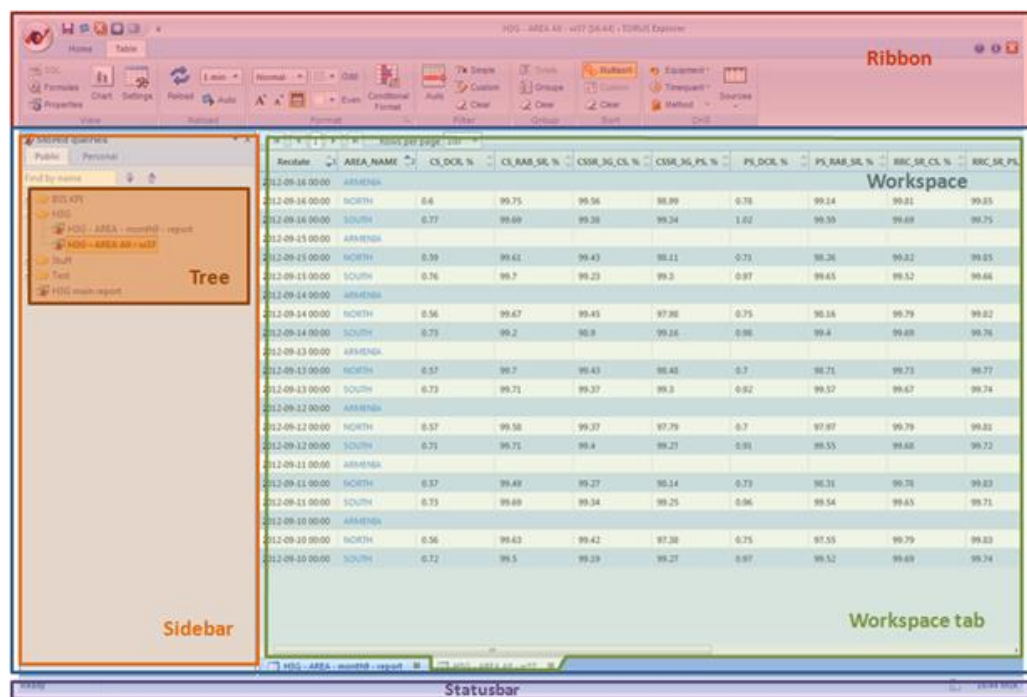 H3G - AREA All - w37 [16:44] - TORUS Explorer
Home Table
Ribbon
SQL
Formulas
Properties
Chart Settings
View
Reload
1 min
Auto
Reload
Normal
Odd
Even
Conditional Format
Format
Auto
Simple
Custom
Clear
Filter
Simple
Groups
Clear
Group
Multisort
Custom
Clear
Sort
Equipment
Timepart
Method
Drill
Sources
Stored queries
Public Personal
Find by name
BSS KPI
H3G
H3G - AREA - month9 - report
H3G - AREA All - w37
Stuff
Test
H3G main report
Tree
Sidebar
1 Rows per page:
Workspace
Recdate AREA_NAME CS_DCR, % CS_RAB_SR, % CSSR_3G_CS, % CSSR_3G_PS, % PS_DCR, % PS_RAB_SR, % RRC_SR_CS, % RRC_SR_PS,
2012-09-16 00:00 ARMENIA
2012-09-16 00:00 NORTH 0.6 99.75 99.56 98.99 0.78 99.14 99.81 99.85
2012-09-16 00:00 SOUTH 0.77 99.69 99.38 99.34 1.02 99.59 99.69 99.75
2012-09-15 00:00 ARMENIA
2012-09-15 00:00 NORTH 0.59 99.61 99.43 98.11 0.71 98.26 99.82 99.85
2012-09-15 00:00 SOUTH 0.76 99.7 99.23 99.3 0.97 99.65 99.52 99.66
2012-09-14 00:00 ARMENIA
2012-09-14 00:00 NORTH 0.56 99.67 99.45 97.98 0.75 98.16 99.79 99.82
2012-09-14 00:00 SOUTH 0.73 99.2 98.9 99.16 0.98 99.4 99.69 99.76
2012-09-13 00:00 ARMENIA
2012-09-13 00:00 NORTH 0.57 99.7 99.43 98.48 0.7 98.71 99.73 99.77
2012-09-13 00:00 SOUTH 0.73 99.71 99.37 99.3 0.92 99.57 99.67 99.74
2012-09-12 00:00 ARMENIA
2012-09-12 00:00 NORTH 0.57 99.58 99.37 97.79 0.7 97.97 99.79 99.81
2012-09-12 00:00 SOUTH 0.71 99.71 99.4 99.27 0.91 99.55 99.68 99.72
2012-09-11 00:00 ARMENIA
2012-09-11 00:00 NORTH 0.57 99.49 99.27 98.14 0.73 98.31 99.78 99.83
2012-09-11 00:00 SOUTH 0.73 99.69 99.34 99.25 0.96 99.54 99.65 99.71
2012-09-10 00:00 ARMENIA
2012-09-10 00:00 NORTH 0.56 99.63 99.42 97.38 0.75 97.55 99.79 99.83
2012-09-10 00:00 SOUTH 0.72 99.5 99.19 99.27 0.97 99.52 99.69 99.74
Workspace tab
H3G - AREA - month9 - report H3G - AREA All - w37
Ready
Statusbar